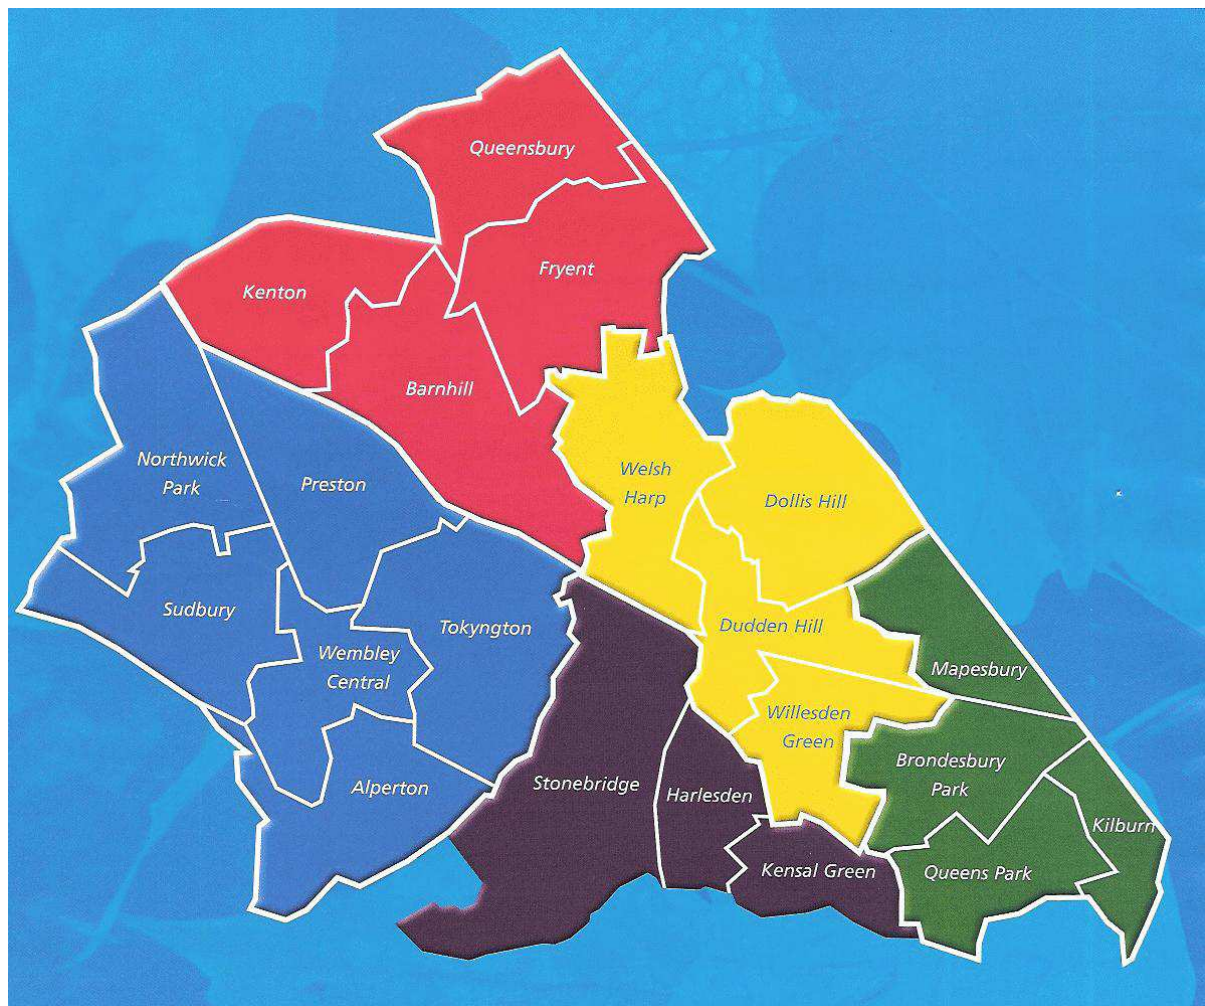 Queensbury
Fryent
Kenton
Barnhill
Northwick
Park
Preston
Welsh
Harp
Dollis Hill
Sudbury
Tokyngton
Dudden Hill
Wembley
Central
Mapesbury
Willesden
Green
Brondesbury
Park
Stonebridge
Alperton
Harlesden
Kilburn
Kensal Green
Queens Park